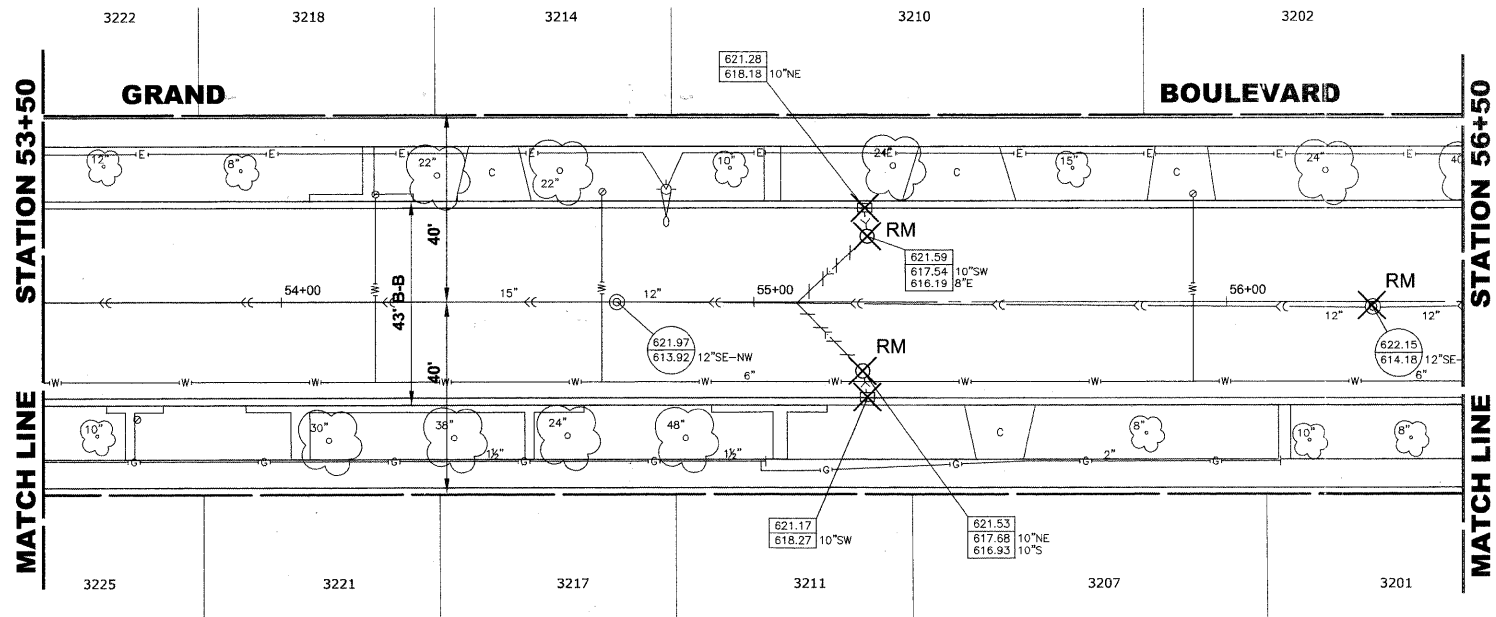 3222
3218
3214
3210
3202
621.28
618.18 10"NE
GRAND
BOULEVARD
STATION 53+50
STATION 56+50
E E E E E E E E E E
12"
8"
22"
22"
10"
24"
15"
24"
40
C
C
C
40'
RM
621.59
617.54 10"SW
616.19 8"E
W
W
W
54+00
15"
12"
55+00
56+00
RM
12"
12"
43' B-B
621.97
613.92 12"SE-NW
RM
622.15
614.18 12"SE-
40'
W W W W W 6" W W W W W 6"
10"
30"
38"
24"
48"
C
8"
10"
8"
1½"
1½"
2"
G G G G G G G G G
MATCH LINE
MATCH LINE
621.17
618.27 10"SW
621.53
617.68 10"NE
616.93 10"S
3225
3221
3217
3211
3207
3201